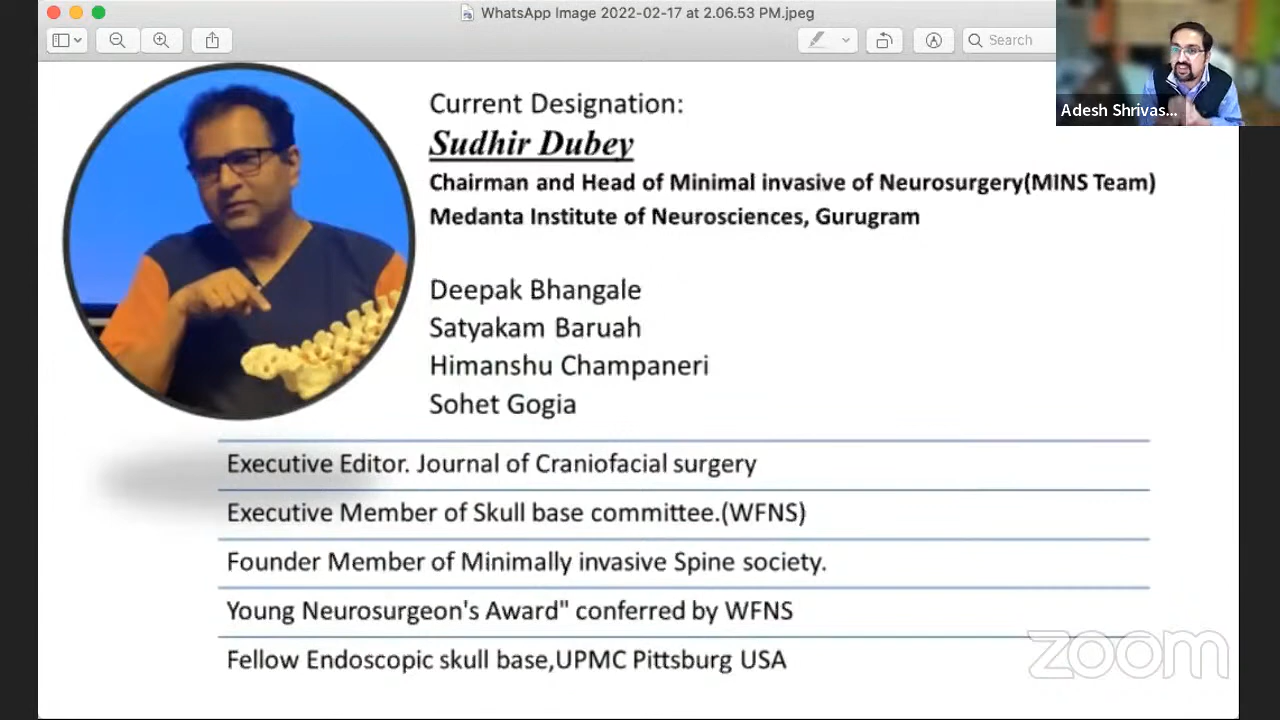 WhatsApp Image 2022-02-17 at 2.06.53 PM.jpeg
Search
Adesh Shrivas...
Current Designation:
Sudhir Dubey
Chairman and Head of Minimal invasive of Neurosurgery(MINS Team)
Medanta Institute of Neurosciences, Gurugram
Deepak Bhangale
Satyakam Baruah
Himanshu Champaneri
Sohet Gogia
Executive Editor. Journal of Craniofacial surgery
Executive Member of Skull base committee.(WFNS)
Founder Member of Minimally invasive Spine society.
Young Neurosurgeon's Award" conferred by WFNS
Fellow Endoscopic skull base,UPMC Pittsburg USA
zoom